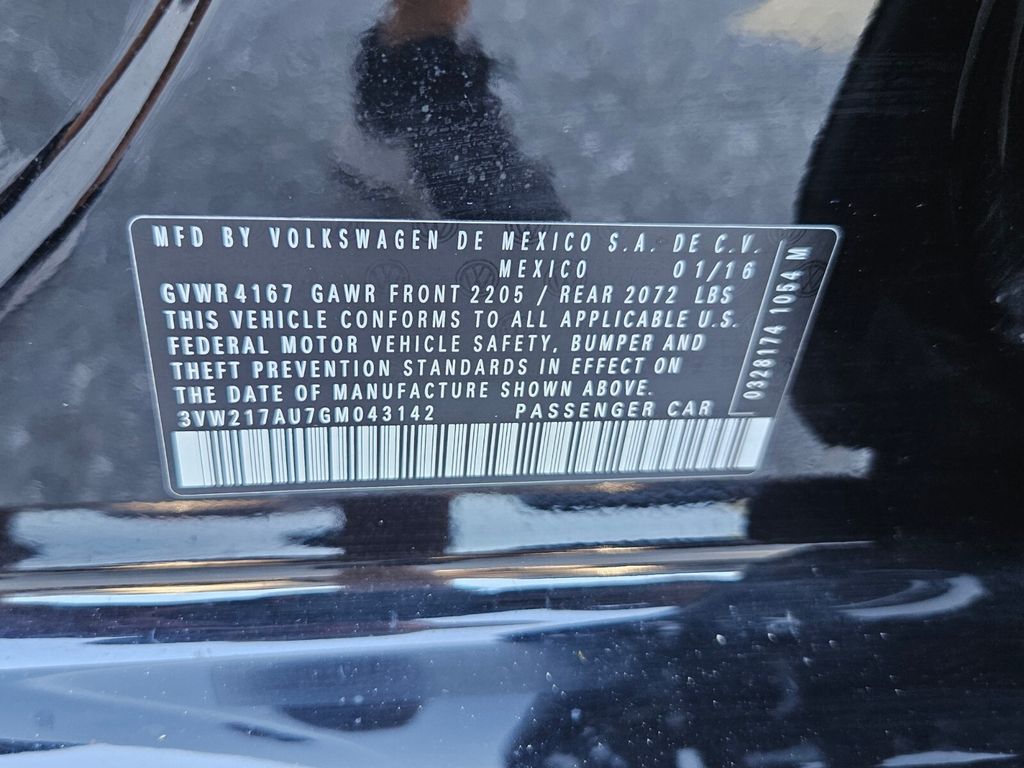 MFD BY VOLKSWAGEN DE MEXICO S.A. DE C.V.
MEXICO 01/16
GVWR 4167 GAWR FRONT 2205 / REAR 2072 LBS
THIS VEHICLE CONFORMS TO ALL APPLICABLE U.S.
FEDERAL MOTOR VEHICLE SAFETY, BUMPER AND
THEFT PREVENTION STANDARDS IN EFFECT ON
THE DATE OF MANUFACTURE SHOWN ABOVE.
3VW217AU7GM043142 PASSENGER CAR
0328174 1054 M